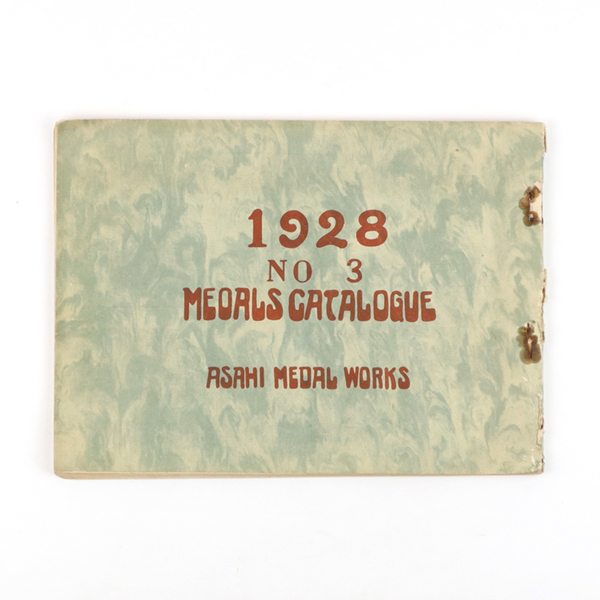 1928
NO 3
MEDALS CATALOGUE
ASAHI MEDAL WORKS